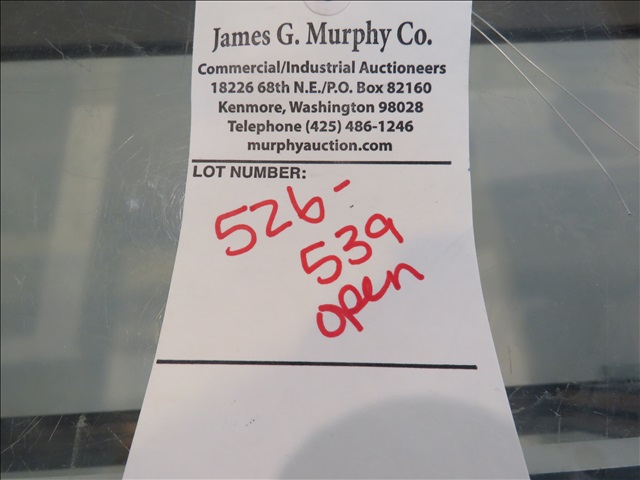 James G. Murphy Co.
Commercial/Industrial Auctioneers
18226 68th N.E./P.O. Box 82160
Kenmore, Washington 98028
Telephone (425) 486-1246
murphyauction.com
LOT NUMBER:
526-
539
open